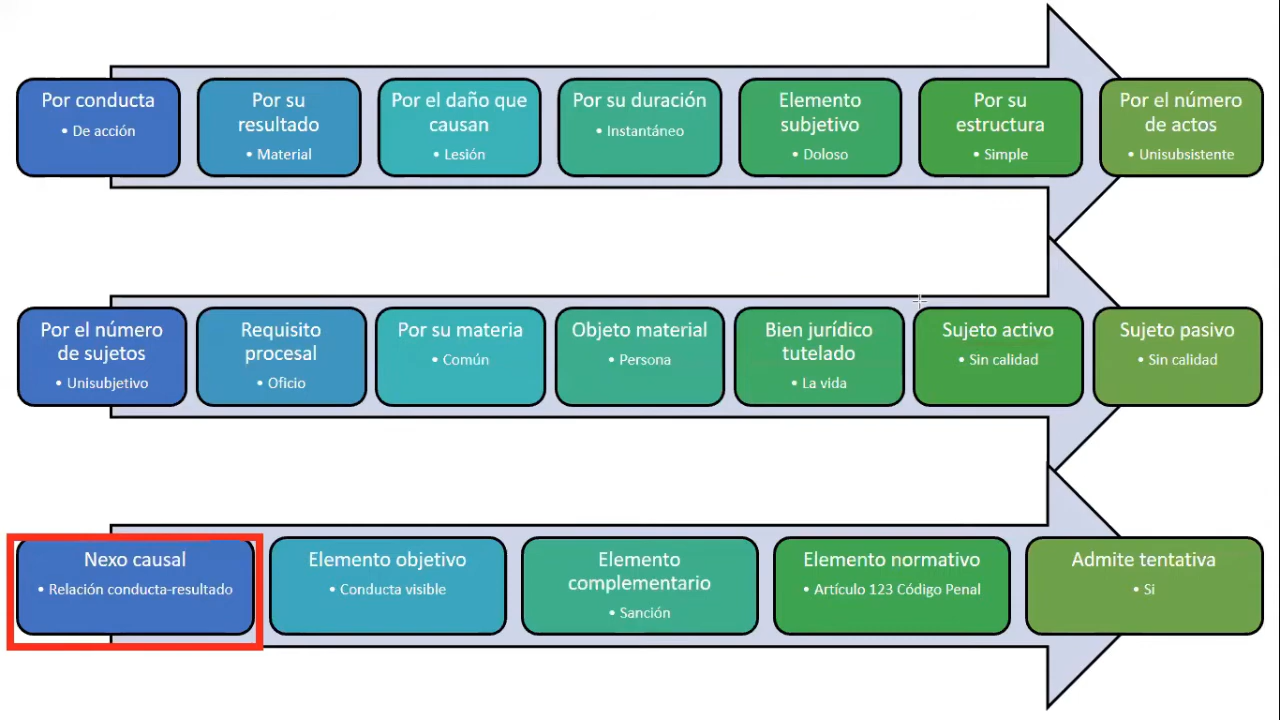 Por conducta
• De acción
Por su
resultado
• Material
Por el daño que
causan
• Lesión
Por su duración
• Instantáneo
Elemento
subjetivo
• Doloso
Por su
estructura
• Simple
Por el número
de actos
• Unisubsistente
Por el número
de sujetos
• Unisubjetivo
Requisito
procesal
• Oficio
Por su materia
• Común
Objeto material
• Persona
Bien jurídico
tutelado
• La vida
Sujeto activo
• Sin calidad
Sujeto pasivo
• Sin calidad
Nexo causal
• Relación conducta-resultado
Elemento objetivo
• Conducta visible
Elemento
complementario
• Sanción
Elemento normativo
• Artículo 123 Código Penal
Admite tentativa
• Si